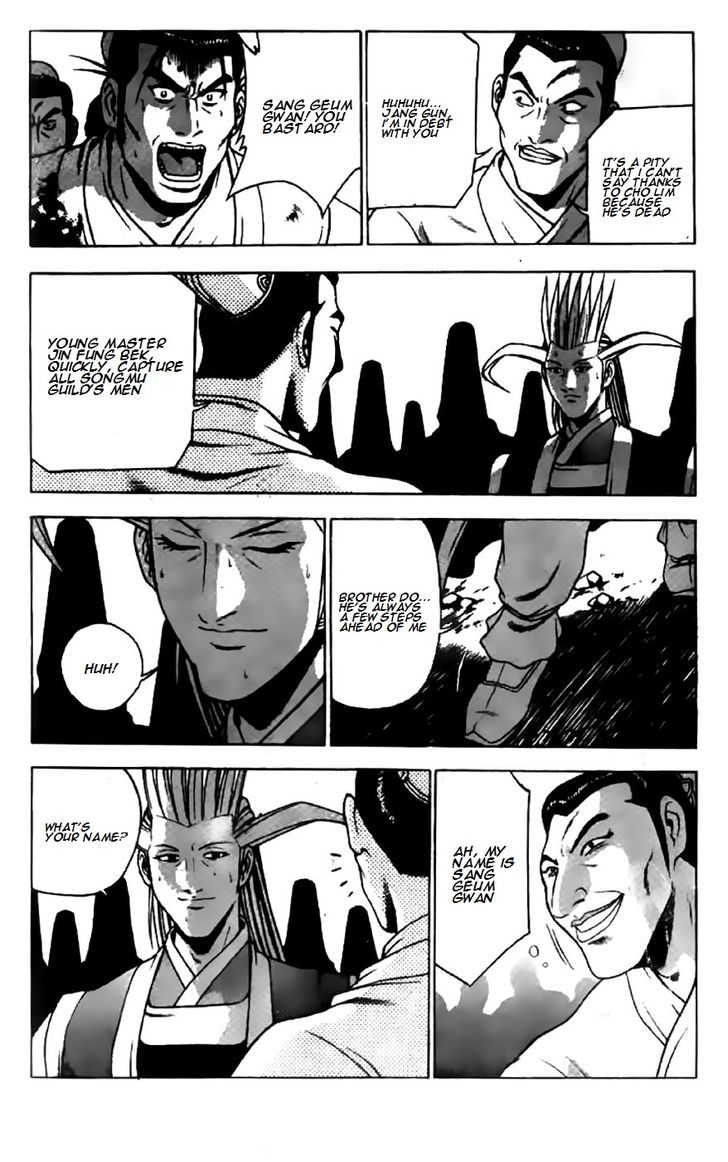 SANG GEUM
GWAN! YOU
BASTARD!
HUHUHU...
JANG GUN,
I'M IN DEBT
WITH YOU
IT'S A PITY
THAT I CAN'T
SAY THANKS
TO CHO LIM
BECAUSE
HE'S DEAD
YOUNG MASTER
JIN FUNG BEK,
QUICKLY, CAPTURE
ALL SONGMU
GUILD'S MEN
HUH!
BROTHER DO...
HE'S ALWAYS
A FEW STEPS
AHEAD OF ME
WHAT'S
YOUR NAME?
AH, MY
NAME IS
SANG
GEUM
GWAN